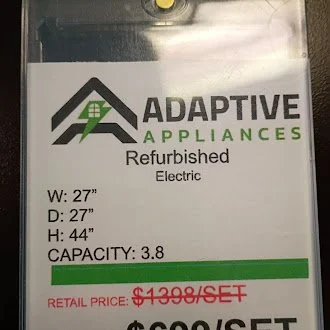 ADAPTIVE
APPLIANCES
Refurbished
Electric
W: 27"
D: 27"
H: 44"
CAPACITY: 3.8
RETAIL PRICE: $1398/SET